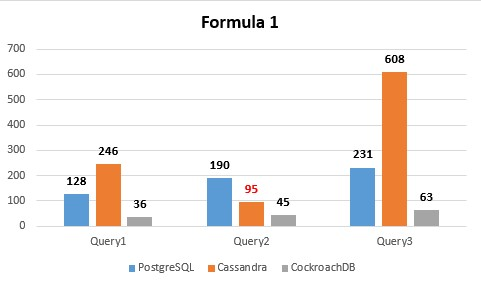 Formula 1
700
600
500
400
300
200
100
0
128
246
36
190
95
45
231
608
63
Query1
Query2
Query3
PostgreSQL
Cassandra
CockroachDB